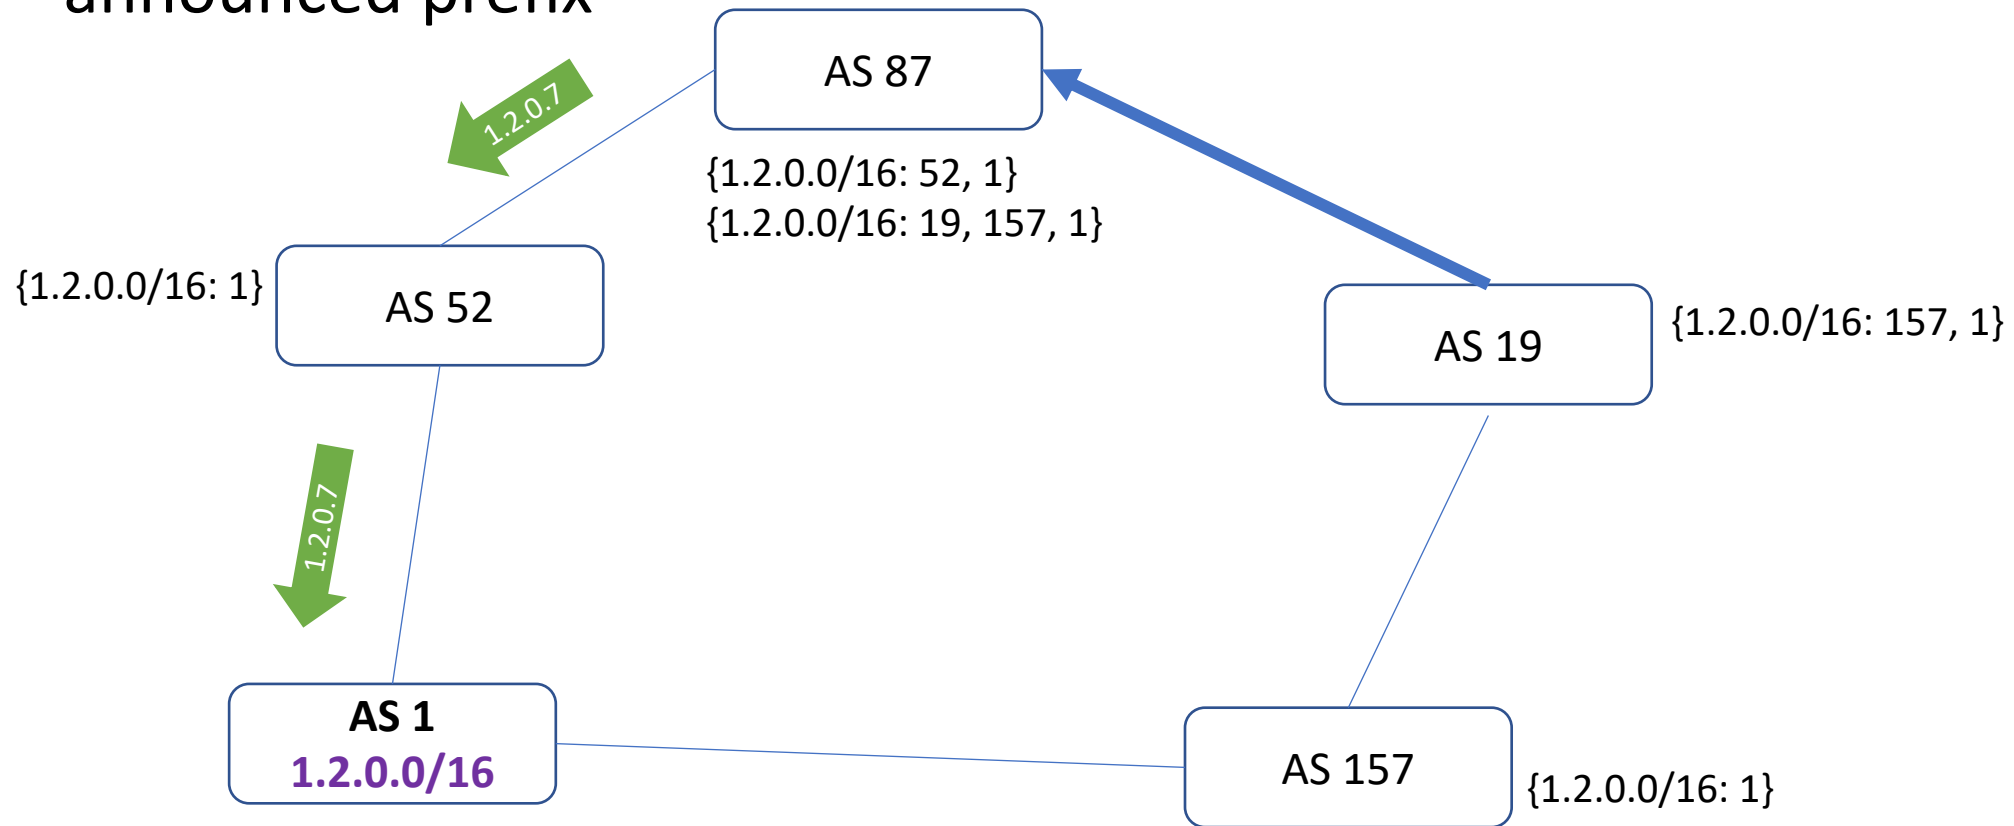 announced prefix
AS 87
1.2.0.7
{1.2.0.0/16: 52, 1}
{1.2.0.0/16: 19, 157, 1}
{1.2.0.0/16: 1}
AS 52
AS 19
{1.2.0.0/16: 157, 1}
1.2.0.7
AS 1
1.2.0.0/16
AS 157
{1.2.0.0/16: 1}